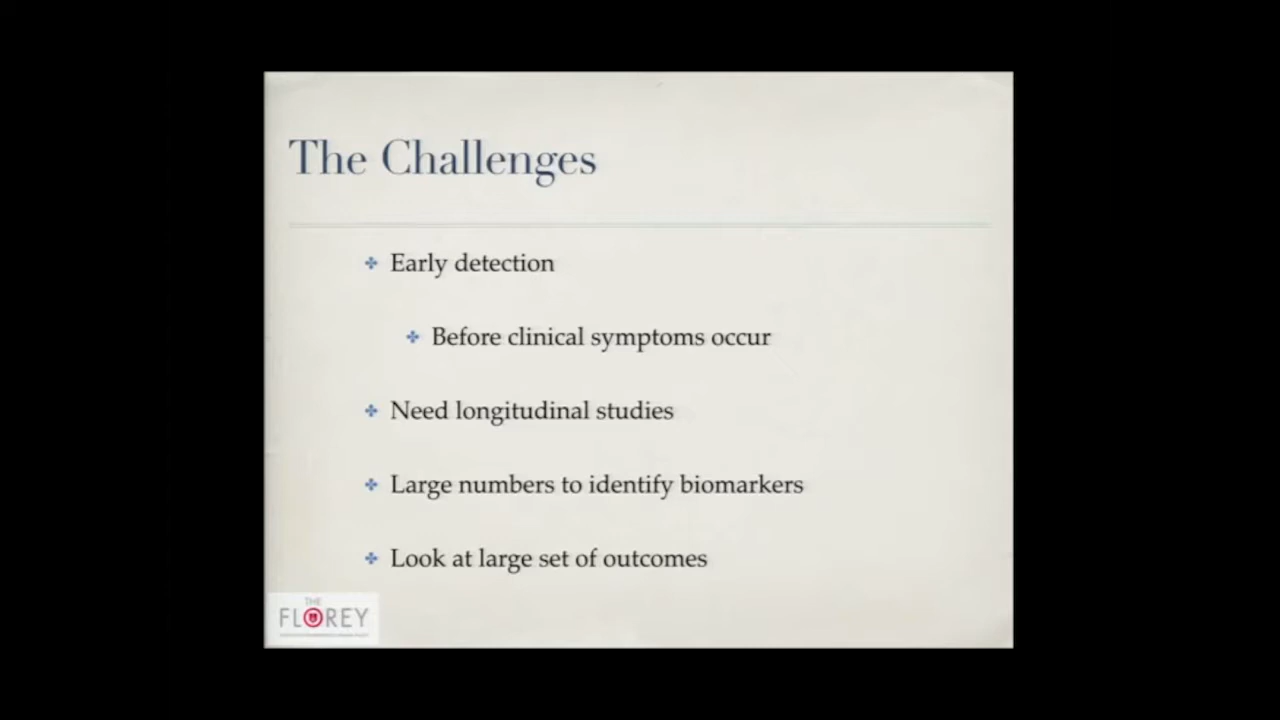 The Challenges
Early detection
Before clinical symptoms occur
Need longitudinal studies
Large numbers to identify biomarkers
Look at large set of outcomes
THE
FLOREY